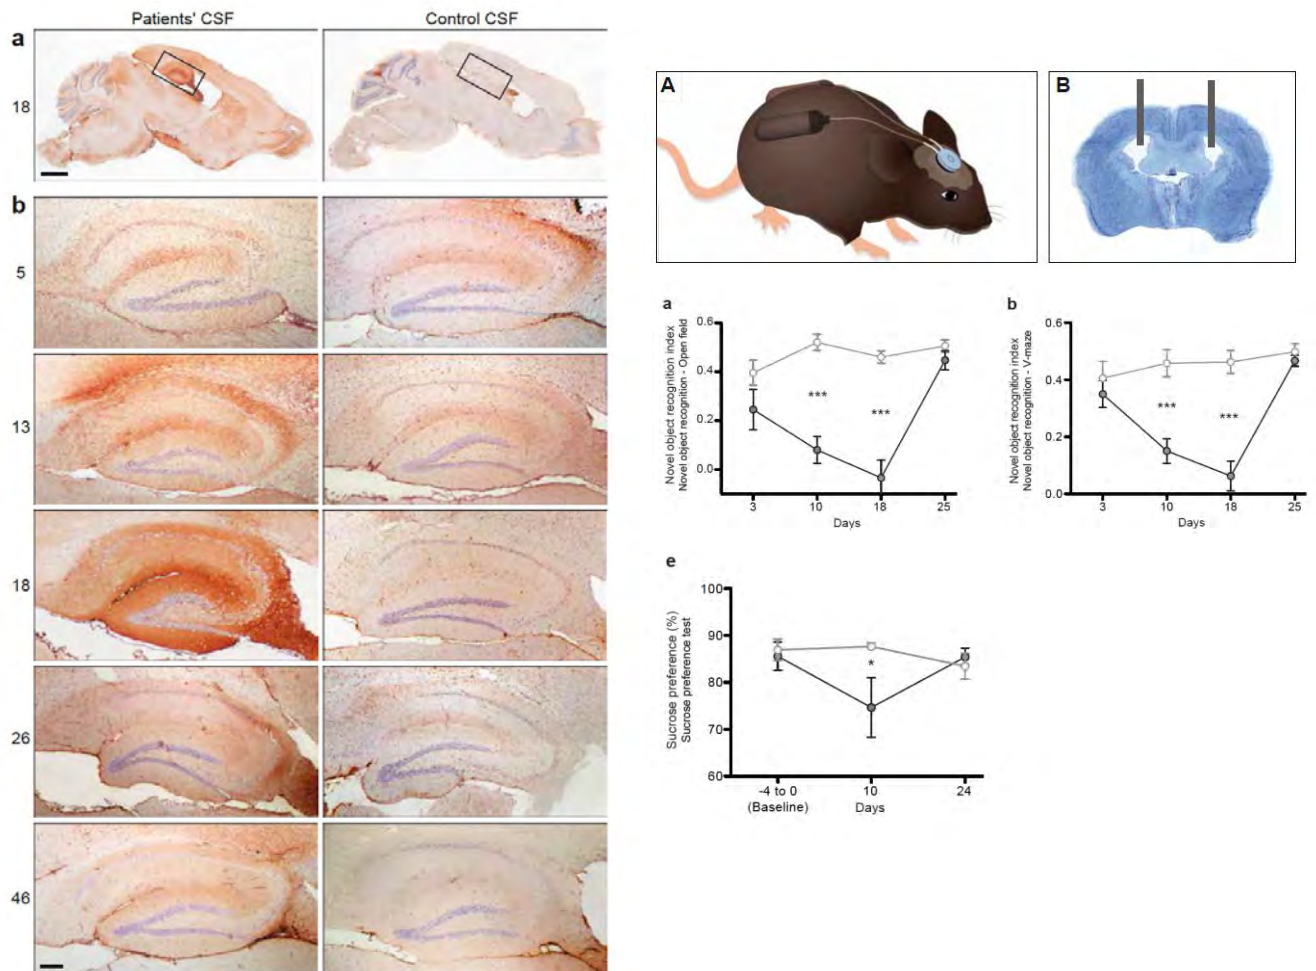 Patients' CSF
Control CSF
a
18
b
5
13
18
26
46
A
B
a
Novel object recognition index
Novel object recognition - Open field
0.6
0.4
0.2
0.0
***
***
3 10 18 25
Days
b
Novel object recognition index
Novel object recognition - V-maze
0.6
0.4
0.2
0.0
***
***
3 10 18 25
Days
e
Sucrose preference (%)
Sucrose preference test
100
90
80
70
60
*
-4 to 0 10 24
(Baseline) Days